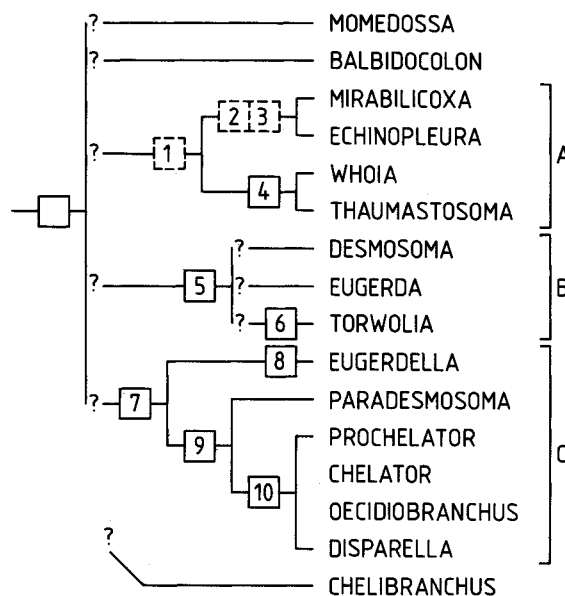 ? MOMEDOSSA
? BALBIDOCOLON
MIRABILICOXA
2 3
ECHINOPLEURA
? 1
A
WHOIA
4
THAUMASTOSOMA
? DESMOSOMA
? 5 ? EUGERDA B
? 6 TORWOLIA
8 EUGERDELLA
? 7 PARADESMOSOMA
9
PROCHELATOR
C
CHELATOR
10
OECIDIOBRANCHUS
DISPARELLA
?
CHELIBRANCHUS